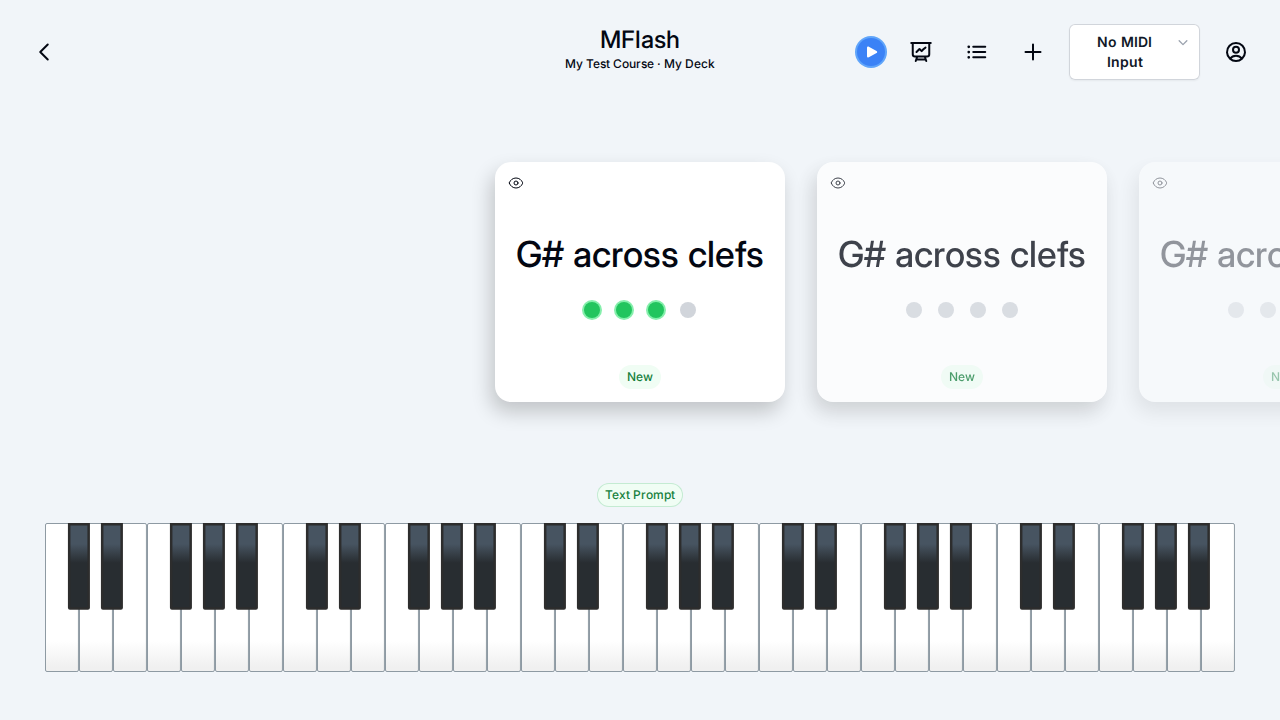 MFlash
My Test Course · My Deck
No MIDI
Input
G# across clefs
New
G# across clefs
New
G# acro
N
Text Prompt